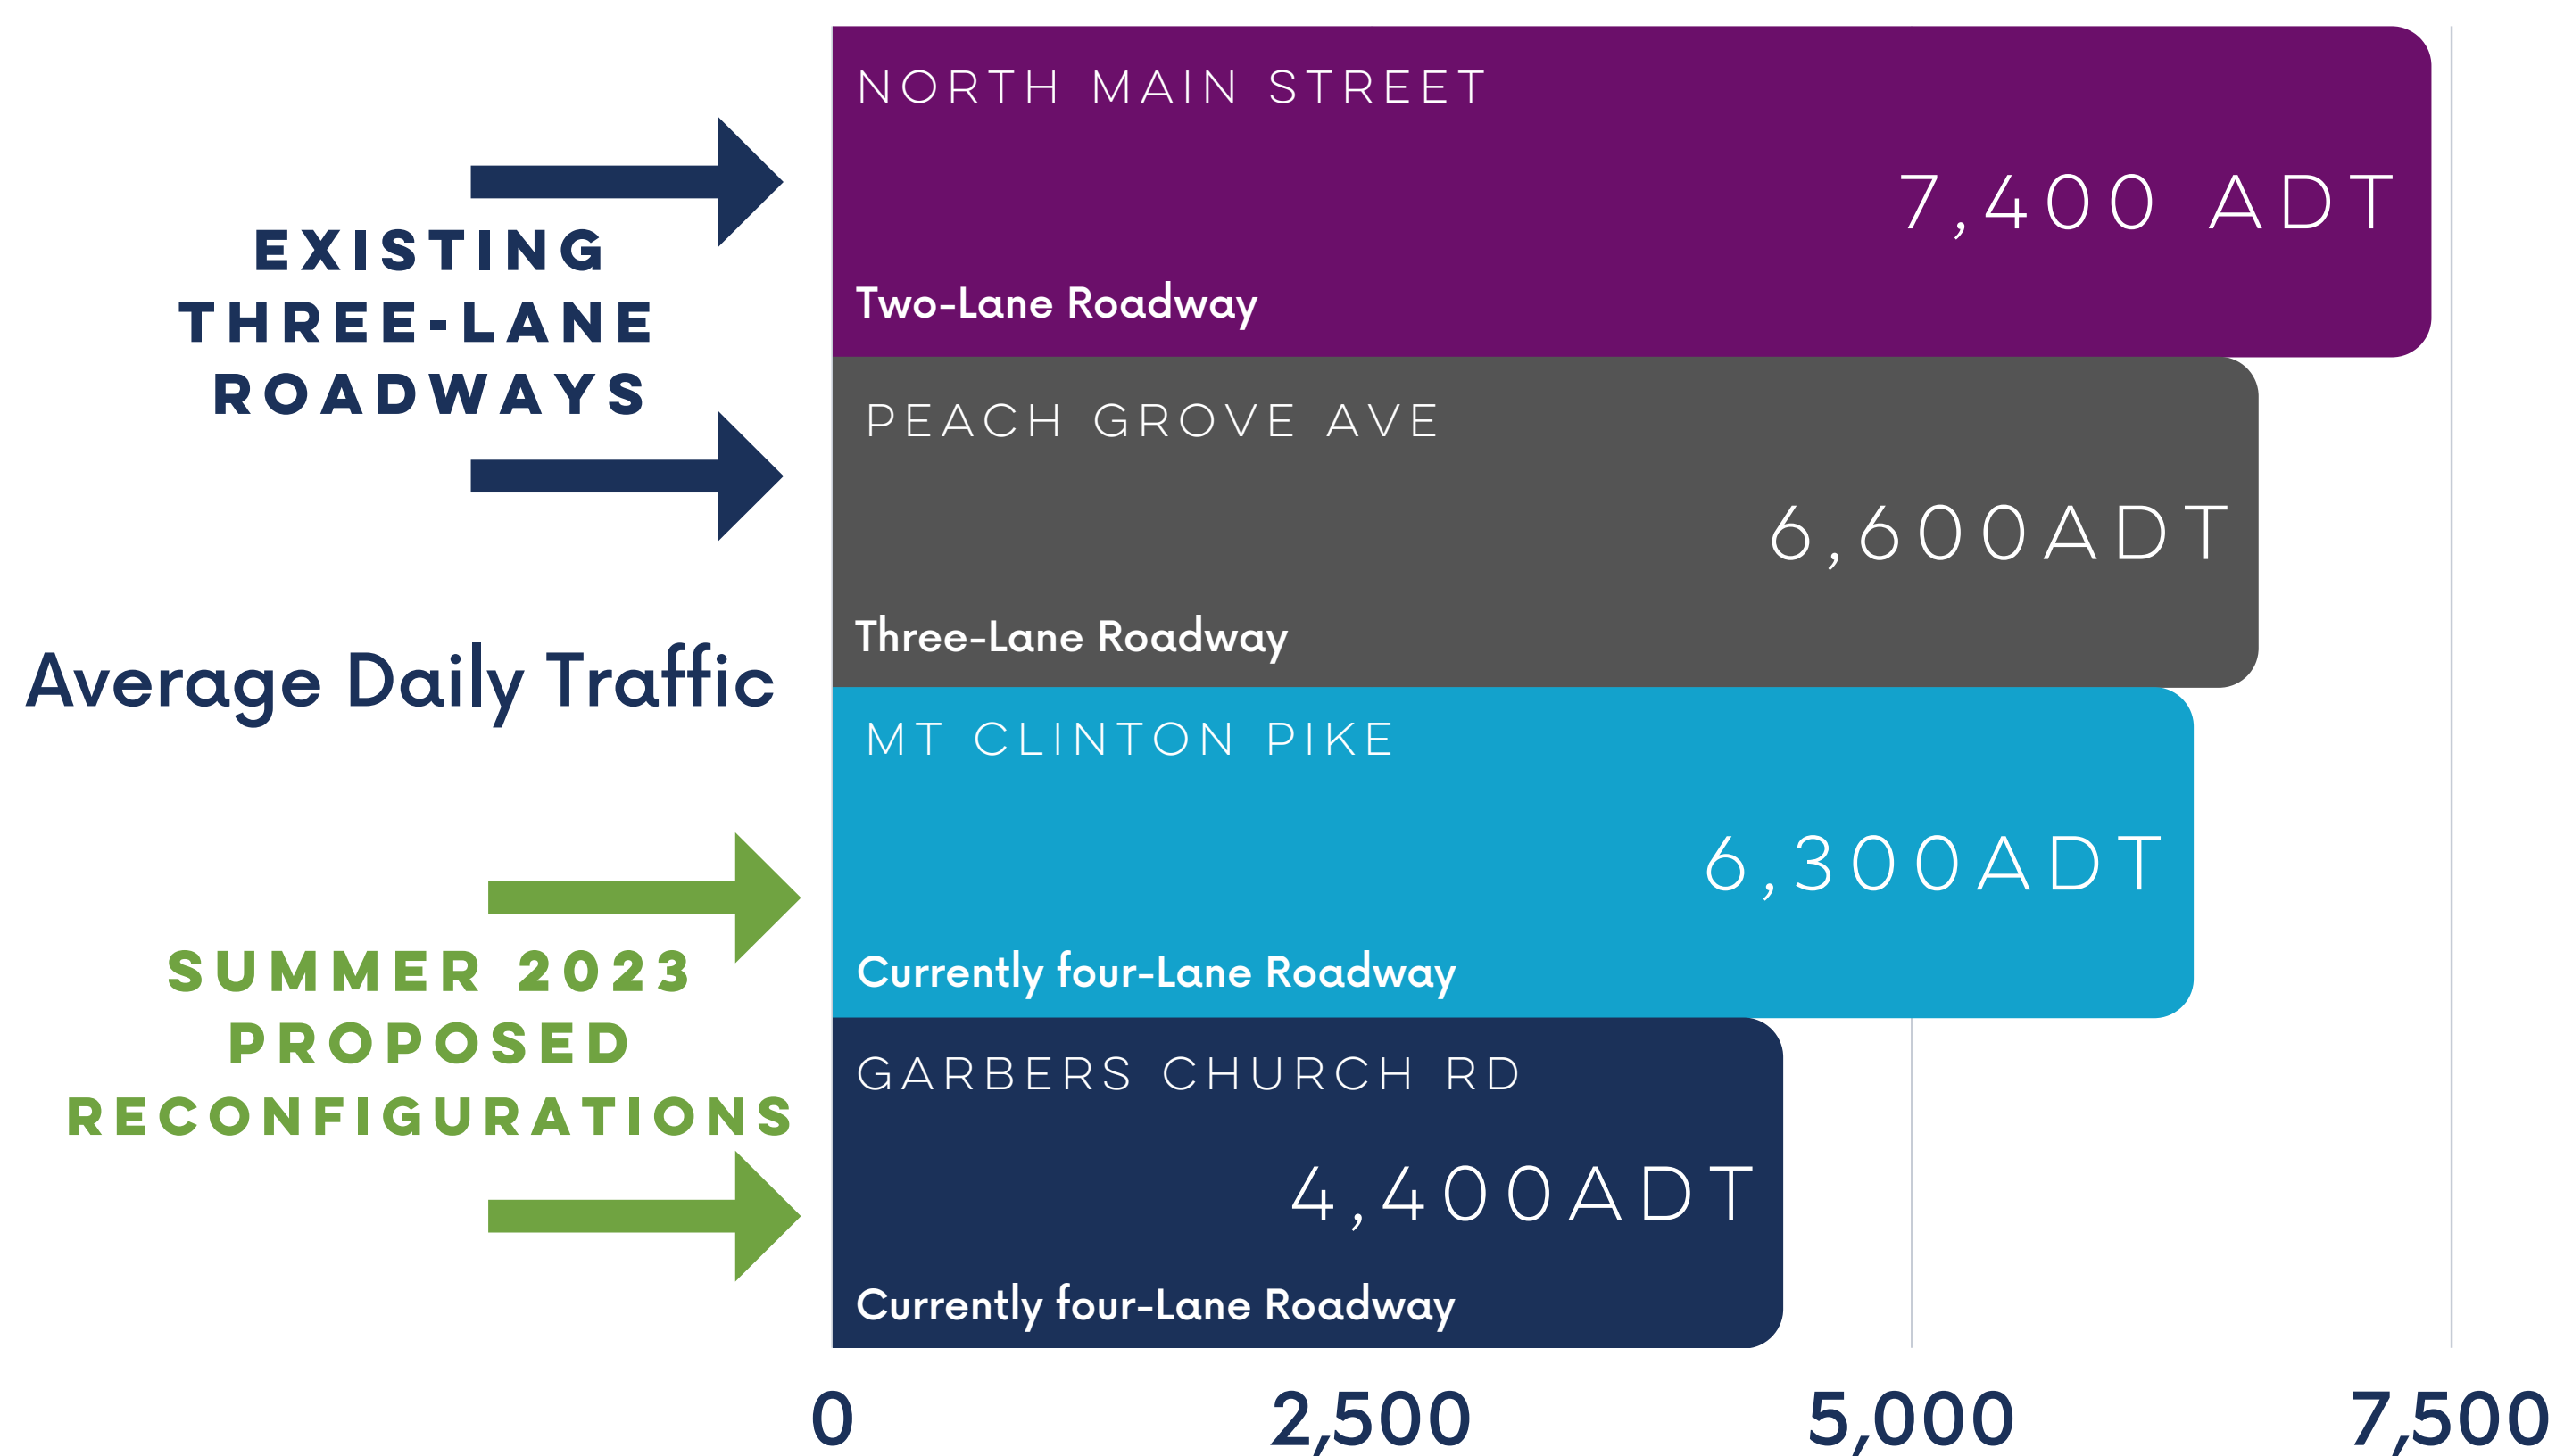 EXISTING
THREE-LANE
ROADWAYS
Average Daily Traffic
SUMMER 2023
PROPOSED
RECONFIGURATIONS
NORTH MAIN STREET
7,400 ADT
Two-Lane Roadway
PEACH GROVE AVE
6,600ADT
Three-Lane Roadway
MT CLINTON PIKE
6,300ADT
Currently four-Lane Roadway
GARBERS CHURCH RD
4,400ADT
Currently four-Lane Roadway
0 2,500 5,000 7,500